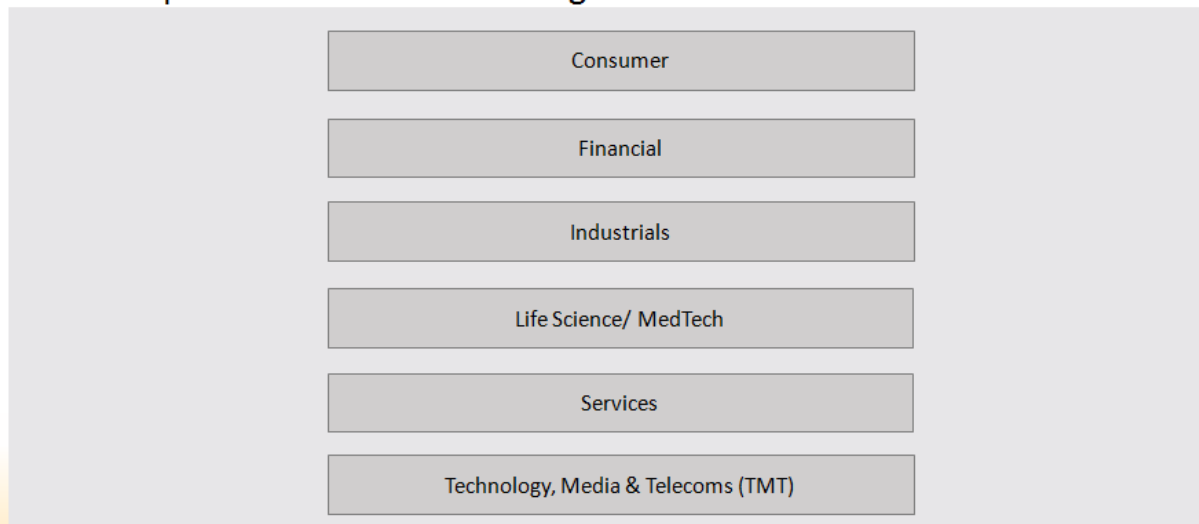 Consumer
Financial
Industrials
Life Science/ MedTech
Services
Technology, Media & Telecoms (TMT)